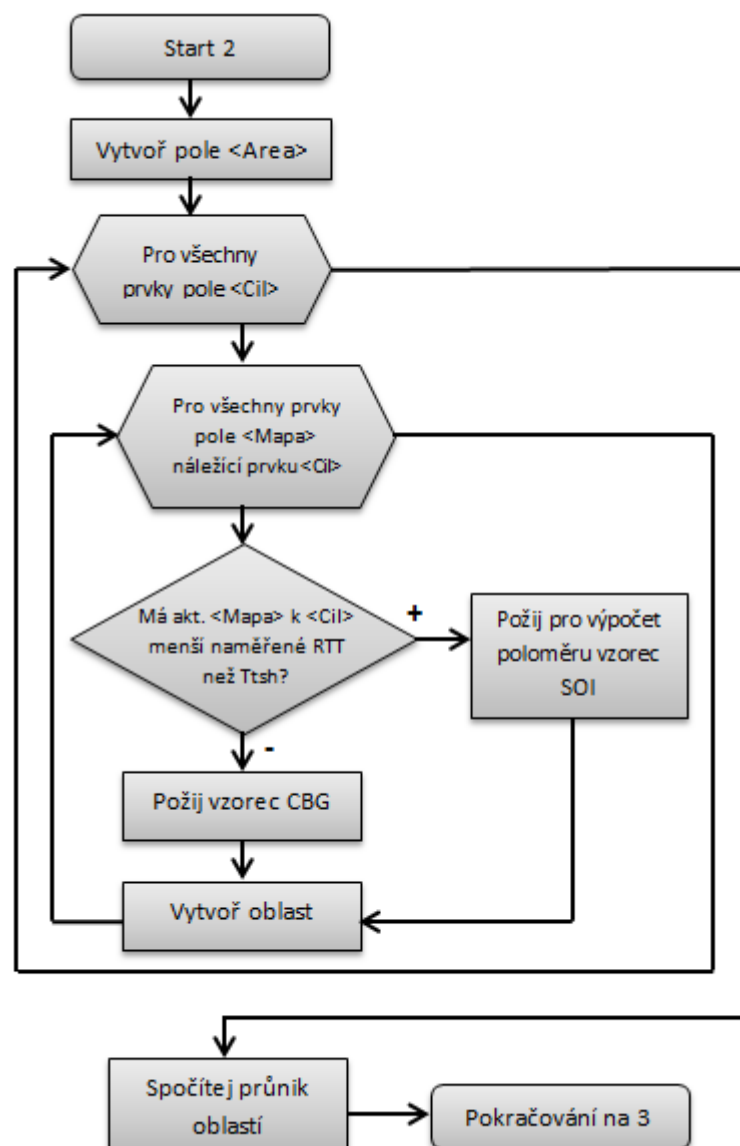 Start 2
Vytvoř pole <Area>
Pro všechny
prvky pole <Cil>
Pro všechny prvky
pole <Mapa>
náležící prvku <Cil>
Má akt. <Mapa> k <Cil>
menší naměřené RTT
než Ttsh?
+
Požij pro výpočet
poloměru vzorec
SOI
-
Požij vzorec CBG
Vytvoř oblast
Spočítej průnik
oblastí
Pokračování na 3